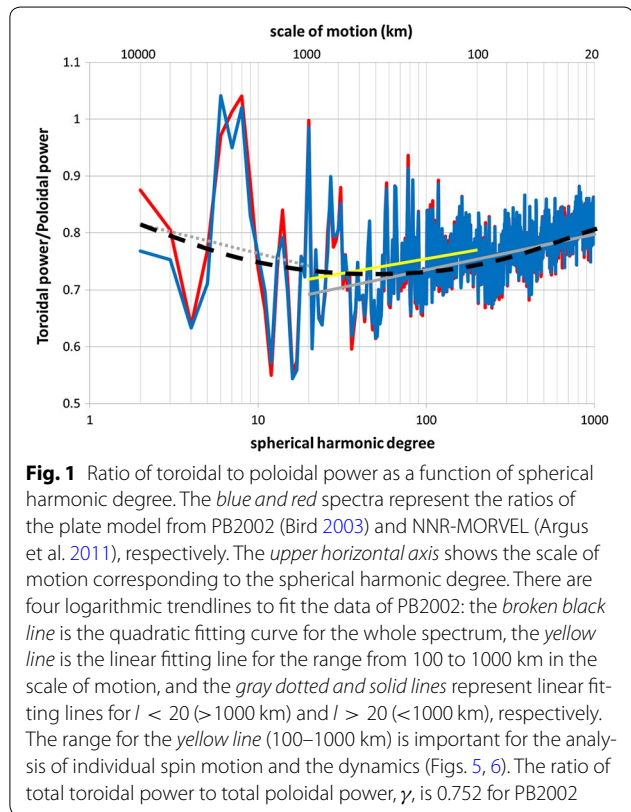 scale of motion (km)
10000 1000 100 20
1.1
1
0.9
0.8
0.7
0.6
0.5
Toroidal power/Poloidal power
1 10 100 1000
spherical harmonic degree
Fig. 1 Ratio of toroidal to poloidal power as a function of spherical
harmonic degree. The blue and red spectra represent the ratios of
the plate model from PB2002 (Bird 2003) and NNR-MORVEL (Argus
et al. 2011), respectively. The upper horizontal axis shows the scale of
motion corresponding to the spherical harmonic degree. There are
four logarithmic trendlines to fit the data of PB2002: the broken black
line is the quadratic fitting curve for the whole spectrum, the yellow
line is the linear fitting line for the range from 100 to 1000 km in the
scale of motion, and the gray dotted and solid lines represent linear fit-
ting lines for l < 20 (>1000 km) and l > 20 (<1000 km), respectively.
The range for the yellow line (100–1000 km) is important for the analy-
sis of individual spin motion and the dynamics (Figs. 5, 6). The ratio of
total toroidal power to total poloidal power, γ, is 0.752 for PB2002